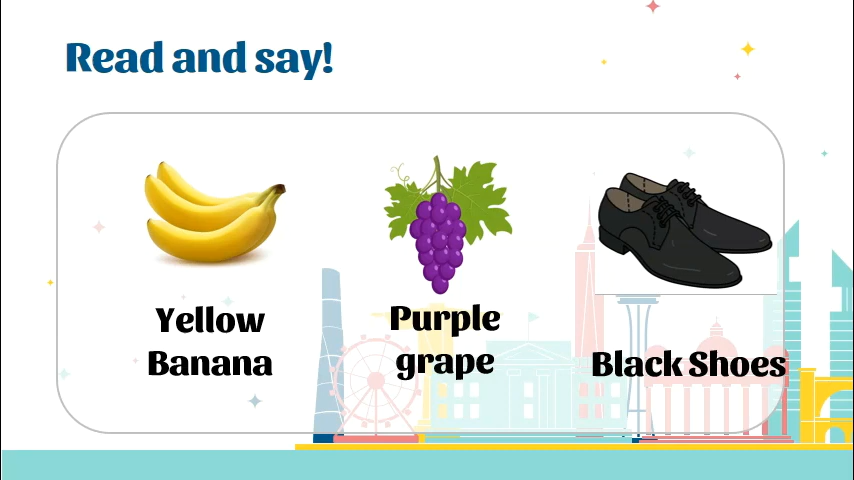 Read and say!
Yellow
Banana
Purple
grape
Black Shoes